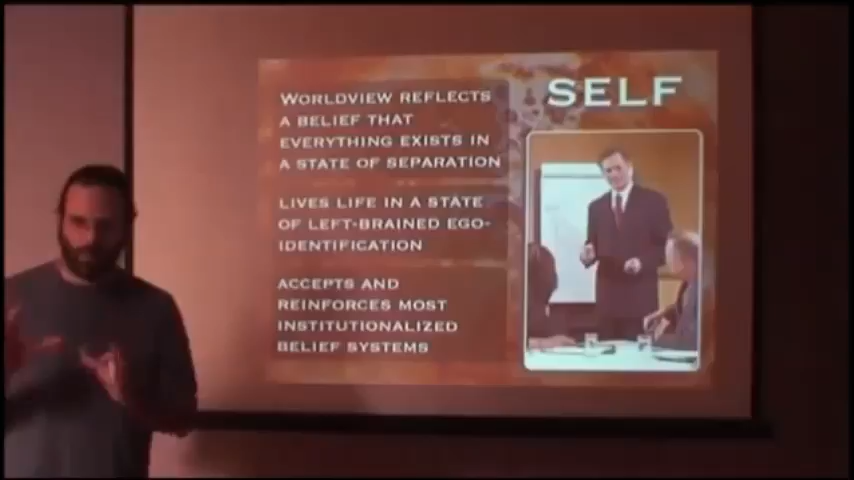 SELF
WORLDVIEW REFLECTS
A BELIEF THAT
EVERYTHING EXISTS IN
A STATE OF SEPARATION
LIVES LIFE IN A STATE
OF LEFT-BRAINED EGO-
IDENTIFICATION
ACCEPTS AND
REINFORCES MOST
INSTITUTIONALIZED
BELIEF SYSTEMS